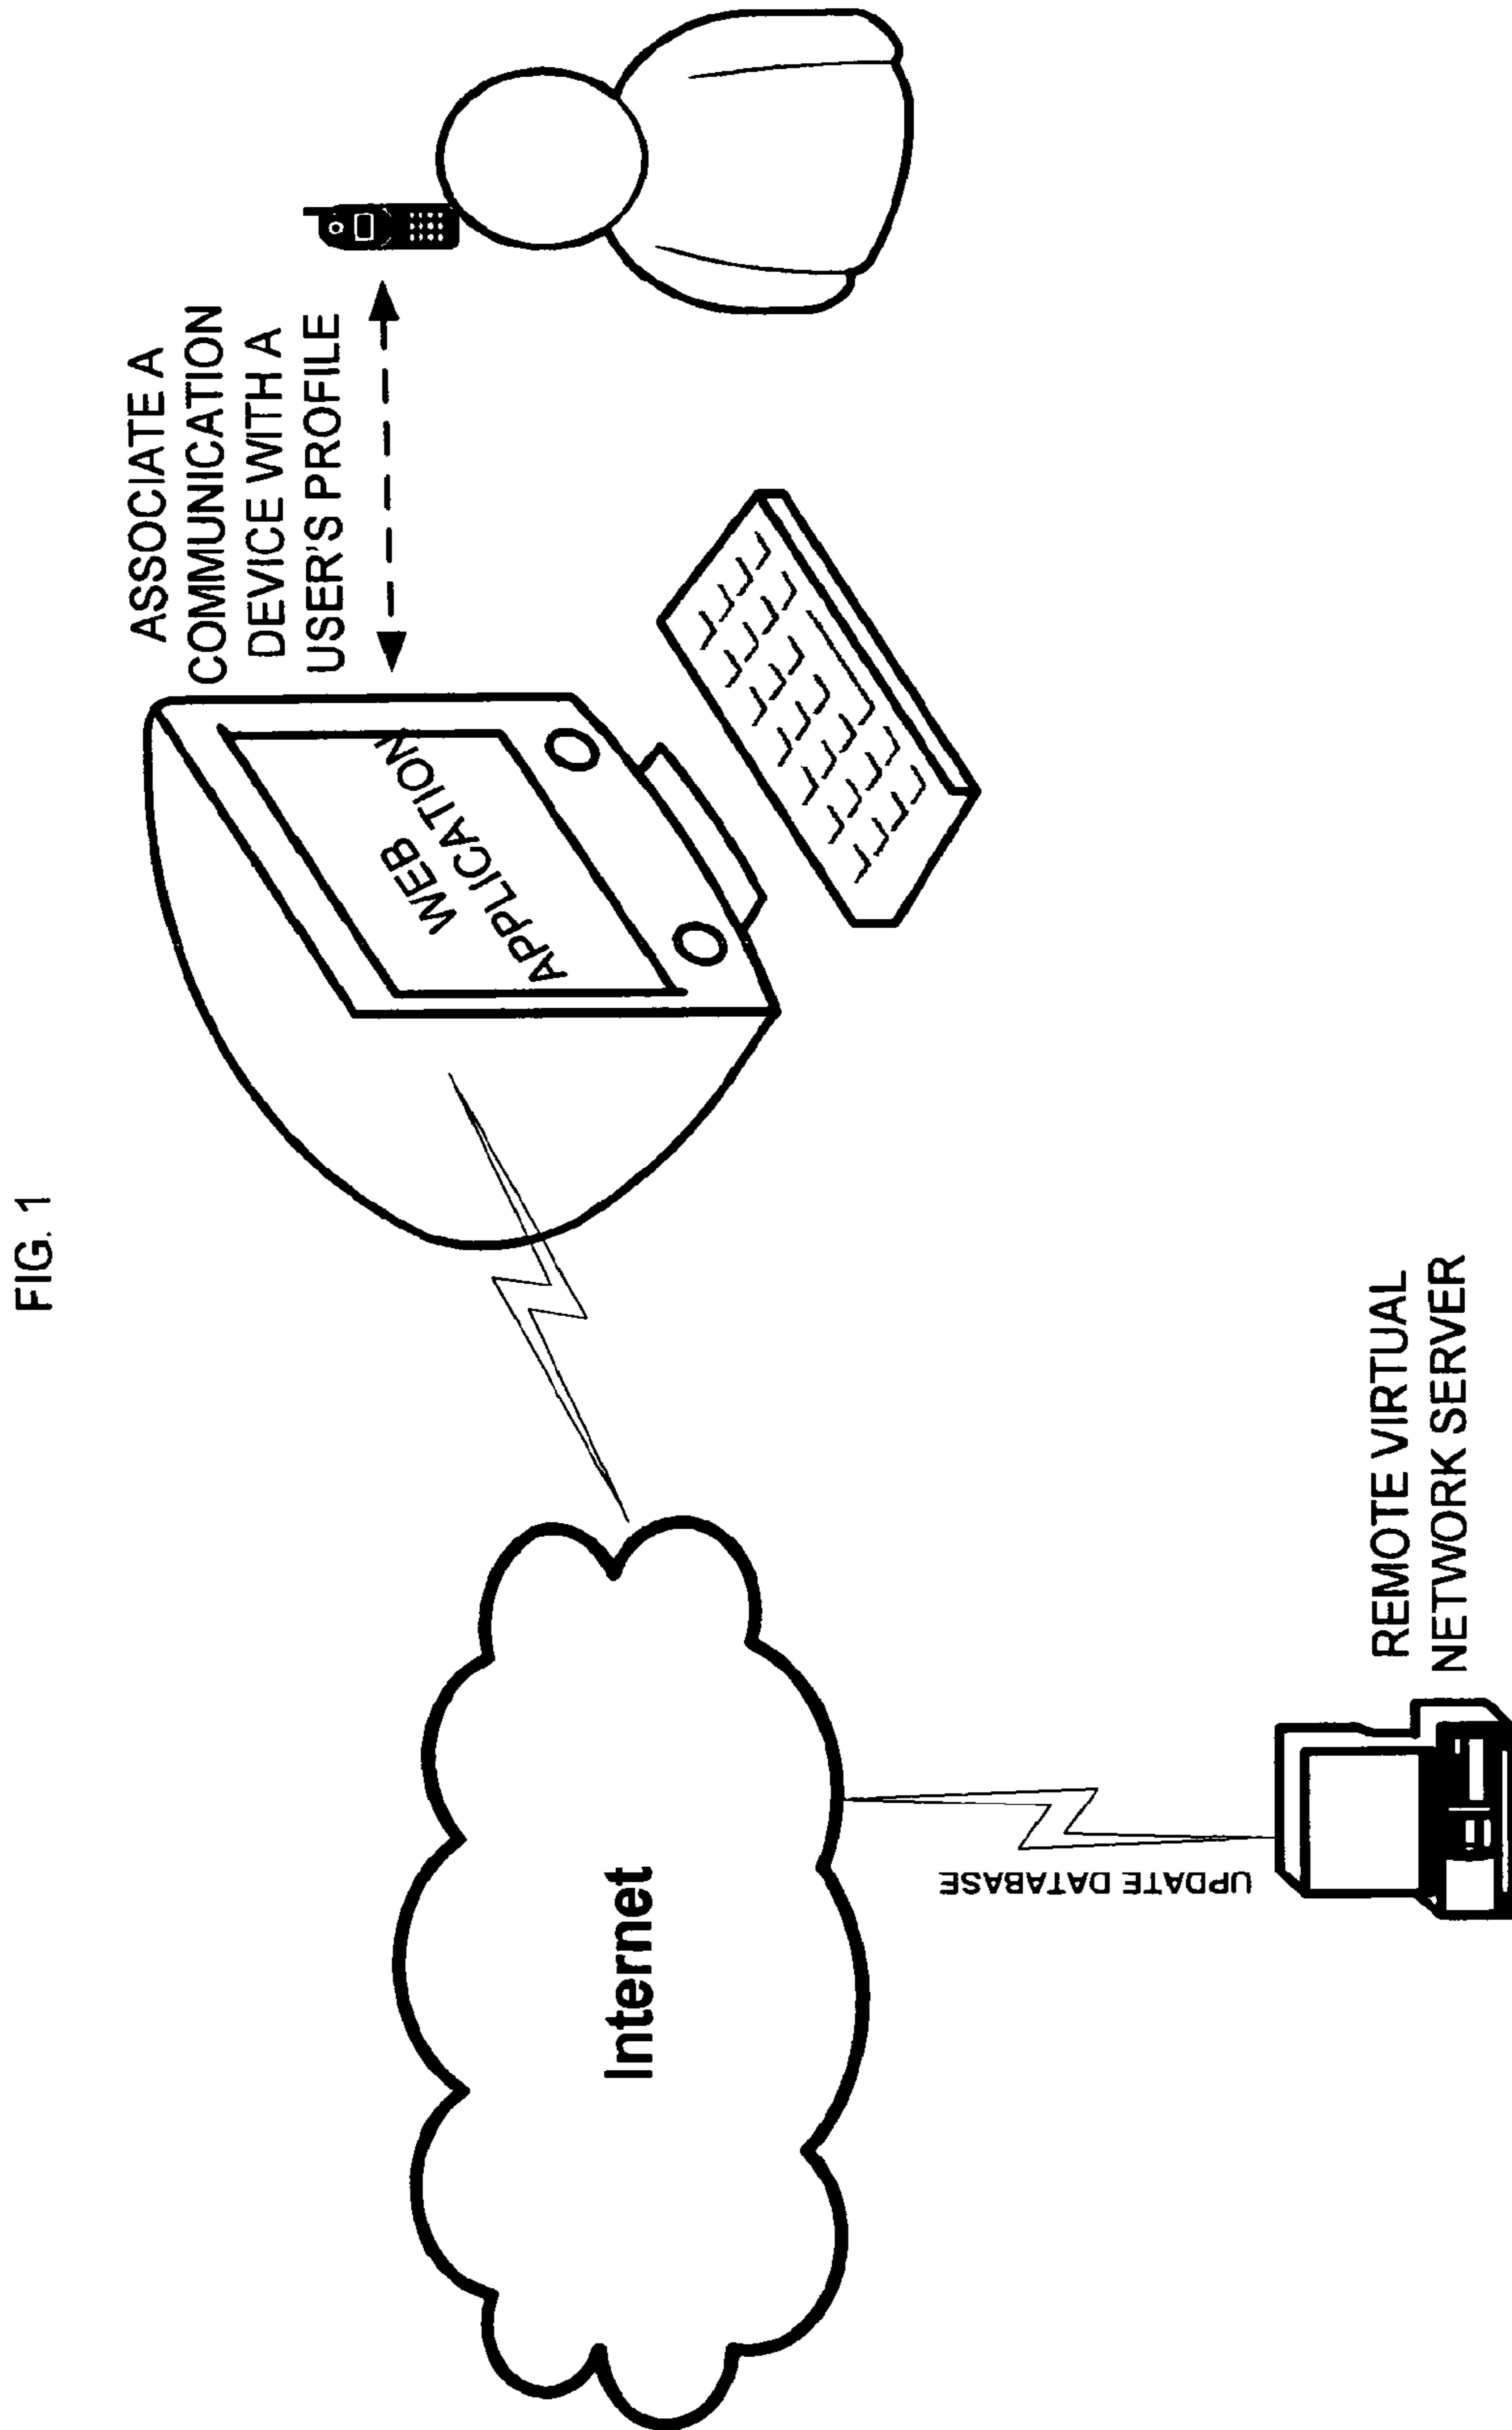 FIG. 1
ASSOCIATE A
COMMUNICATION
DEVICE WITH A
USER'S PROFILE
WEB
APPLICATION
Internet
UPDATE DATABASE
REMOTE VIRTUAL
NETWORK SERVER